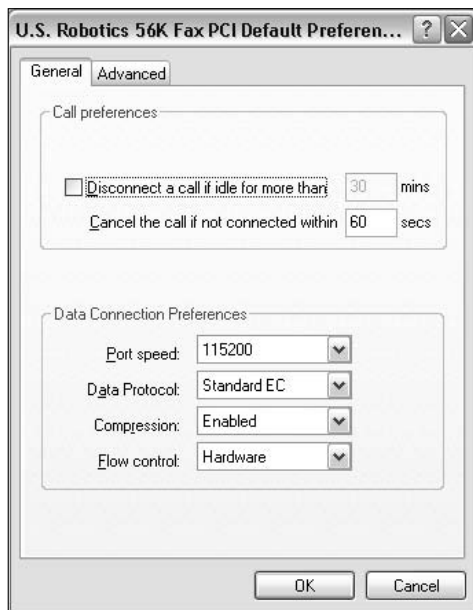 U.S. Robotics 56K Fax PCI Default Preferen... ?
General Advanced
Call preferences
Disconnect a call if idle for more than 30 mins
Cancel the call if not connected within 60 secs
Data Connection Preferences
Port speed: 115200
Data Protocol: Standard EC
Compression: Enabled
Flow control: Hardware
OK Cancel